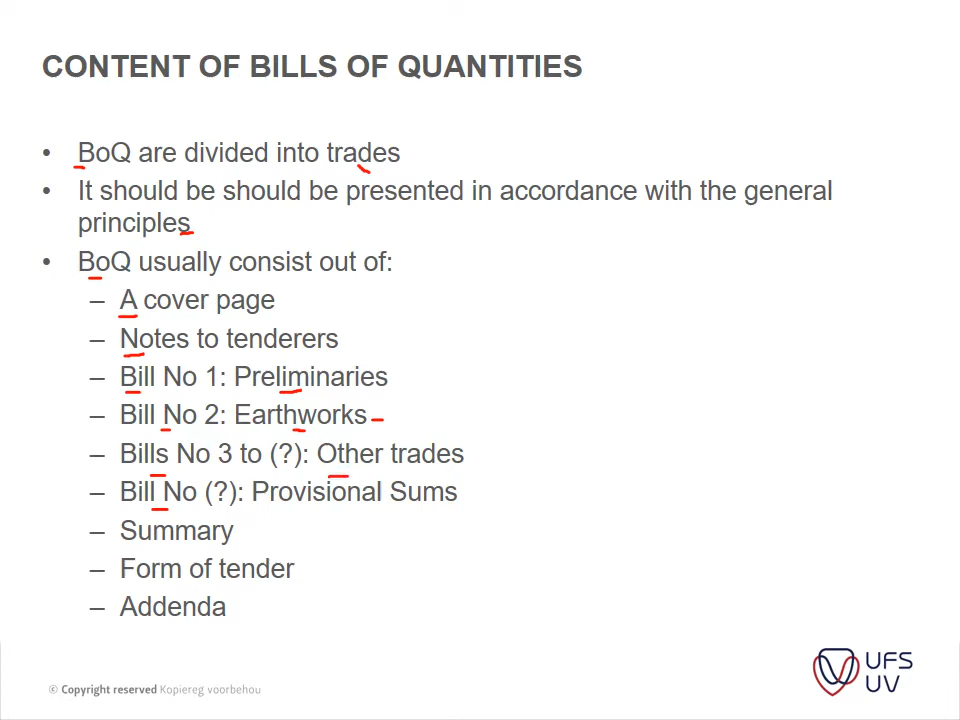 CONTENT OF BILLS OF QUANTITIES
• BoQ are divided into trades
• It should be should be presented in accordance with the general
principles
• BoQ usually consist out of:
– A cover page
– Notes to tenderers
– Bill No 1: Preliminaries
– Bill No 2: Earthworks
– Bills No 3 to (?): Other trades
– Bill No (?): Provisional Sums
– Summary
– Form of tender
– Addenda
© Copyright reserved Kopiereg voorbehou
UFS
UV